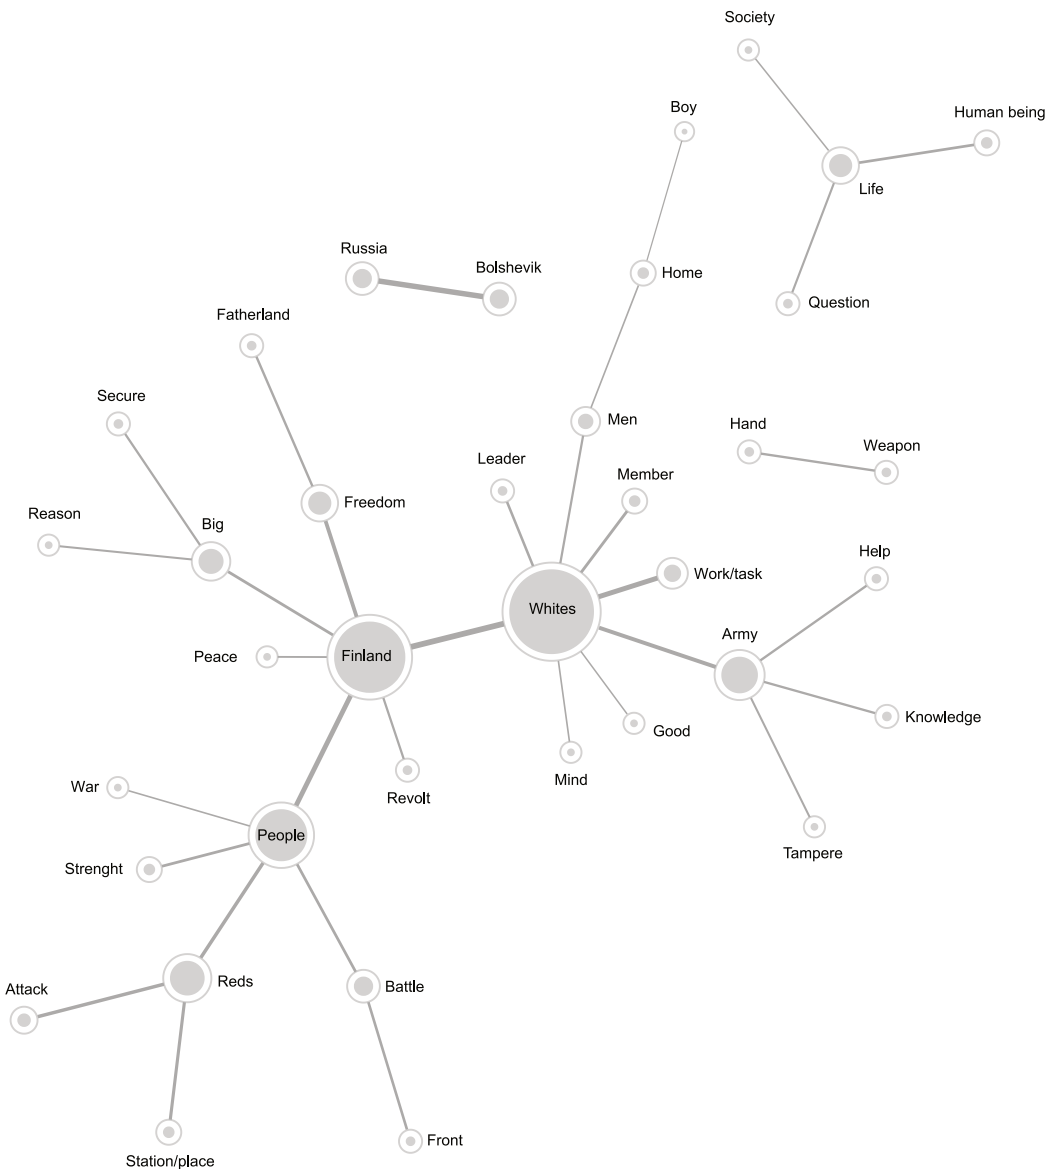 Society
Boy
Human being
Life
Russia
Bolshevik
Home
Question
Fatherland
Secure
Men
Hand
Weapon
Leader
Member
Reason
Big
Freedom
Help
Work/task
Whites
Army
Peace
Finland
Knowledge
Good
Mind
War
Revolt
People
Tampere
Strenght
Attack
Reds
Battle
Front
Station/place